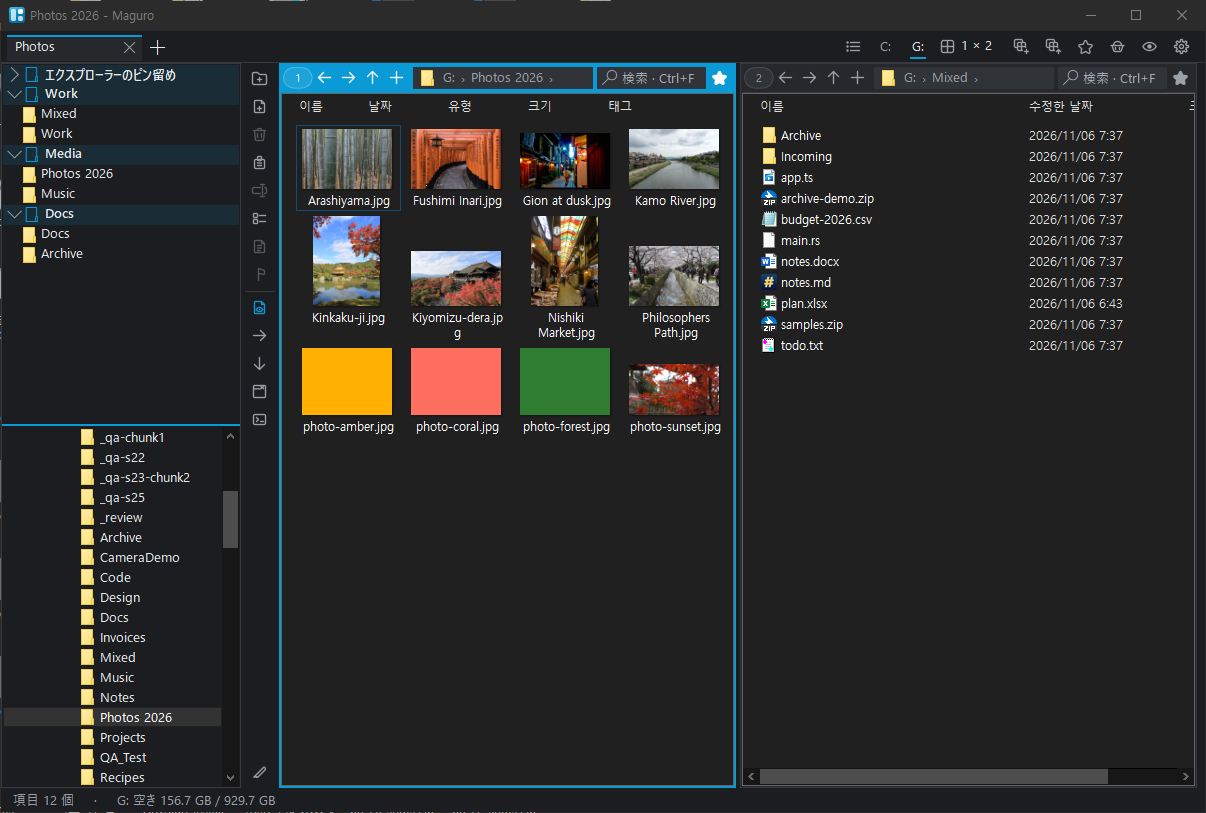 Photos 2026 - Maguro
Photos
C: G: 1 × 2
エクスプローラーのピン留め
Work
Mixed
Work
Media
Photos 2026
Music
Docs
Docs
Archive
_qa-chunk1
_qa-s22
_qa-s23-chunk2
_qa-s25
_review
Archive
CameraDemo
Code
Design
Docs
Invoices
Mixed
Music
Notes
Photos 2026
Projects
QA_Test
Recipes
1 G: › Photos 2026 › 検索 · Ctrl+F
이름 날짜 유형 크기 태그
Arashiyama.jpg Fushimi Inari.jpg Gion at dusk.jpg Kamo River.jpg
Kinkaku-ji.jpg Kiyomizu-dera.jp Nishiki Philosophers
g Market.jpg Path.jpg
photo-amber.jpg photo-coral.jpg photo-forest.jpg photo-sunset.jpg
2 G: › Mixed › 検索 · Ctrl+F
이름 수정한 날짜
Archive 2026/11/06 7:37
Incoming 2026/11/06 7:37
app.ts 2026/11/06 7:37
archive-demo.zip 2026/11/06 7:37
budget-2026.csv 2026/11/06 7:37
main.rs 2026/11/06 7:37
notes.docx 2026/11/06 7:37
notes.md 2026/11/06 7:37
plan.xlsx 2026/11/06 6:43
samples.zip 2026/11/06 7:37
todo.txt 2026/11/06 7:37
項目 12 個 · G: 空き 156.7 GB / 929.7 GB